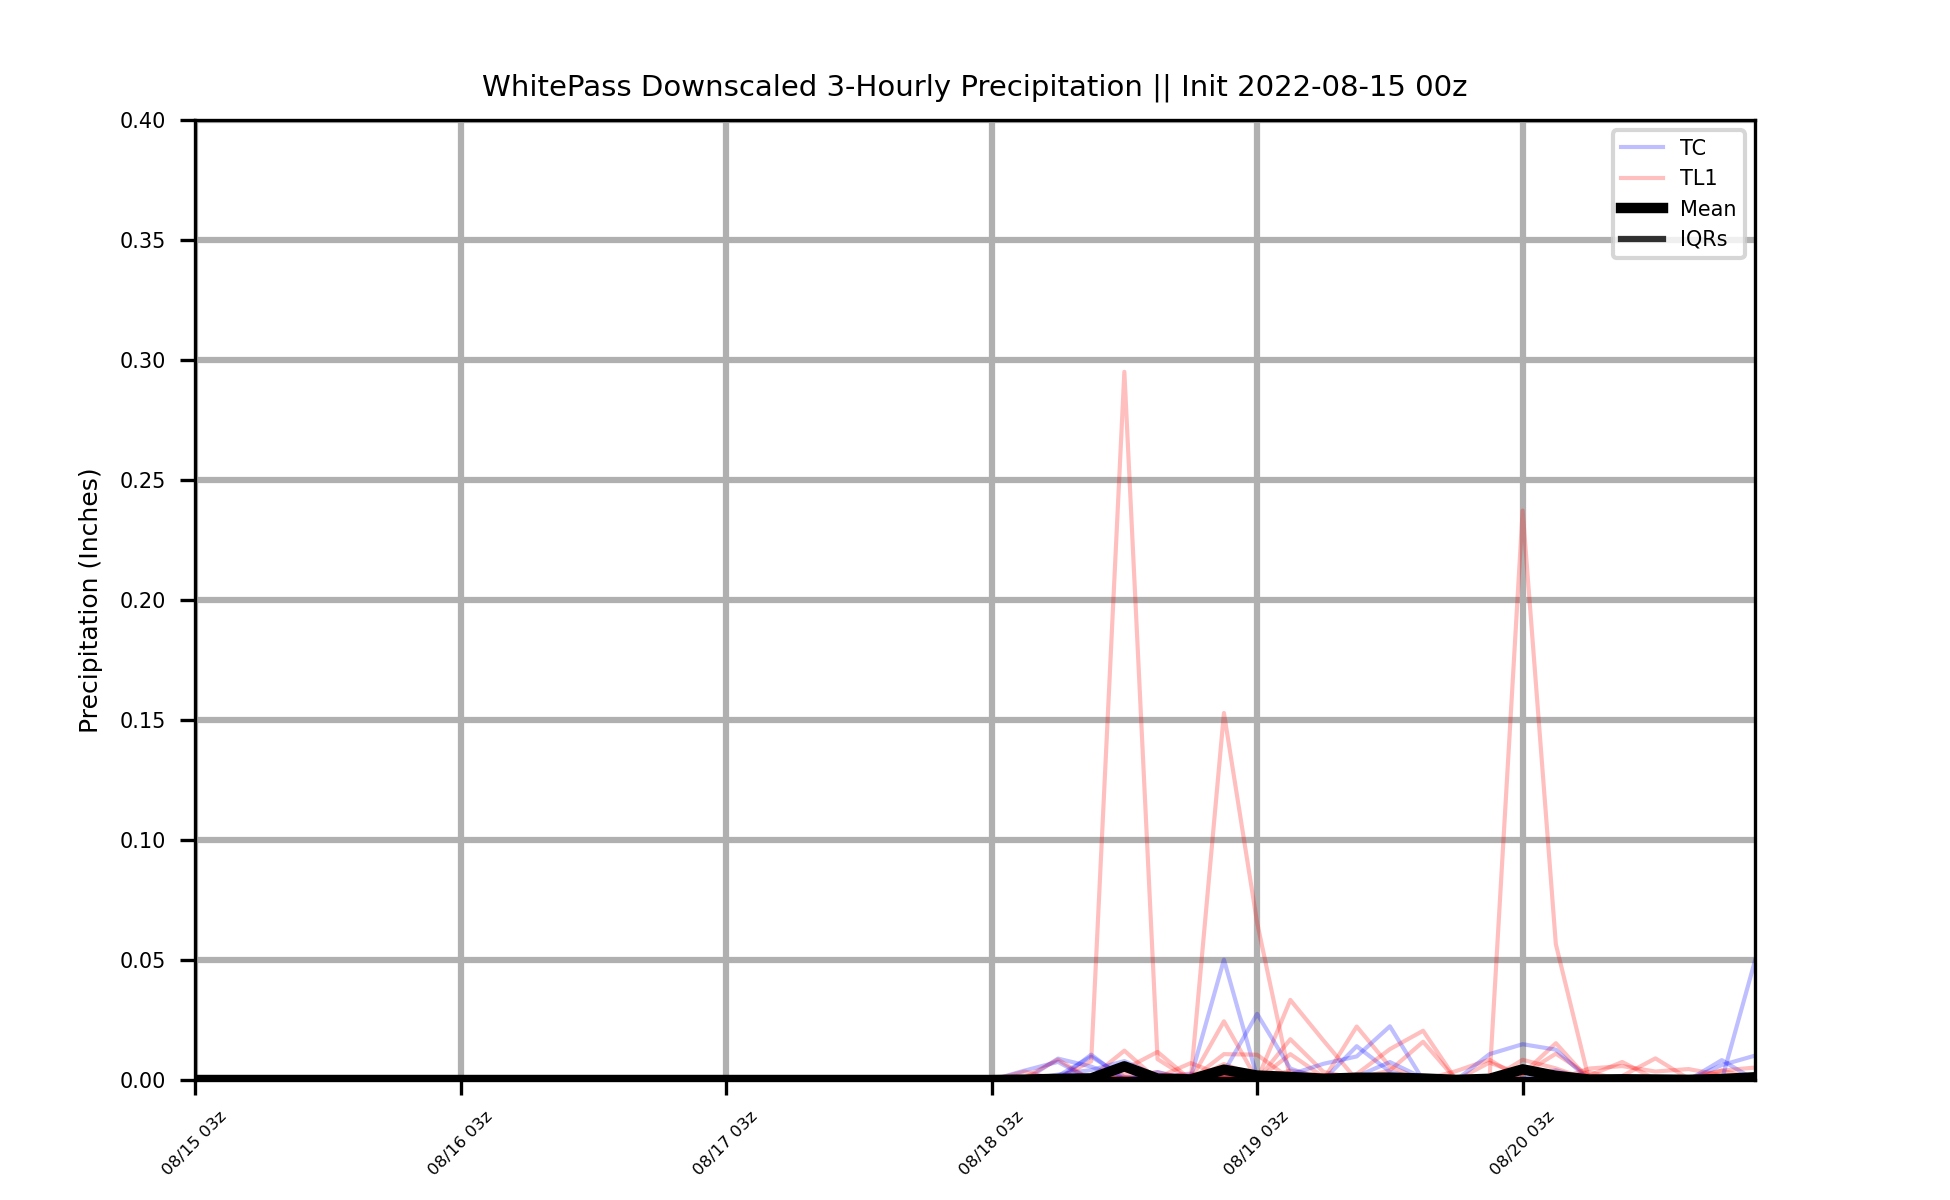 WhitePass Downscaled 3-Hourly Precipitation || Init 2022-08-15 00z
TC
TL1
Mean
IQRs
Precipitation (Inches)
0.40
0.35
0.30
0.25
0.20
0.15
0.10
0.05
0.00
08/15 03z
08/16 03z
08/17 03z
08/18 03z
08/19 03z
08/20 03z